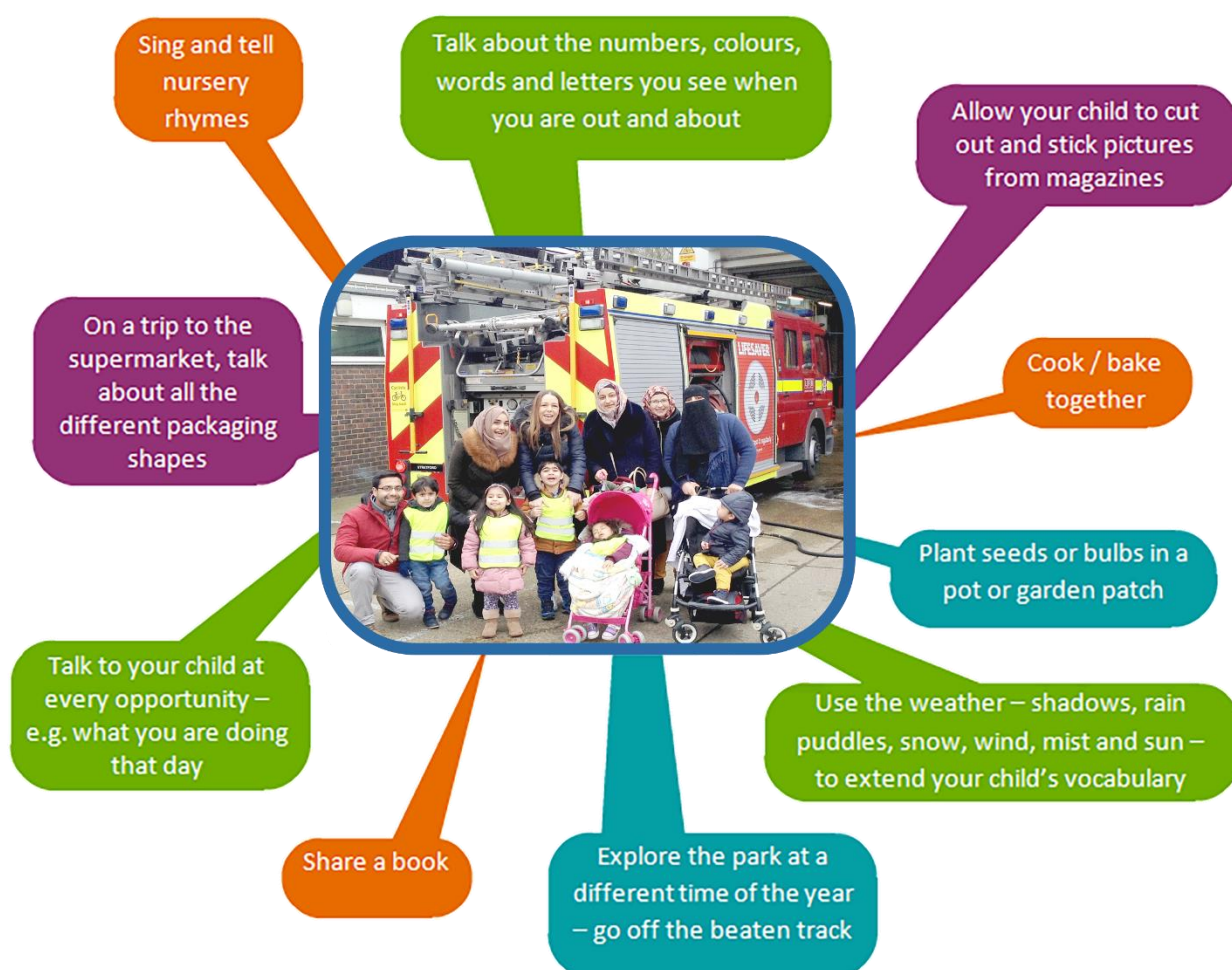 Sing and tell
nursery
rhymes
Talk about the numbers, colours,
words and letters you see when
you are out and about
Allow your child to cut
out and stick pictures
from magazines
On a trip to the
supermarket, talk
about all the
different packaging
shapes
Cook / bake
together
Plant seeds or bulbs in a
pot or garden patch
Talk to your child at
every opportunity –
e.g. what you are doing
that day
Use the weather – shadows, rain
puddles, snow, wind, mist and sun –
to extend your child's vocabulary
Share a book
Explore the park at a
different time of the year
– go off the beaten track
LIFESAVER
STRATFORD